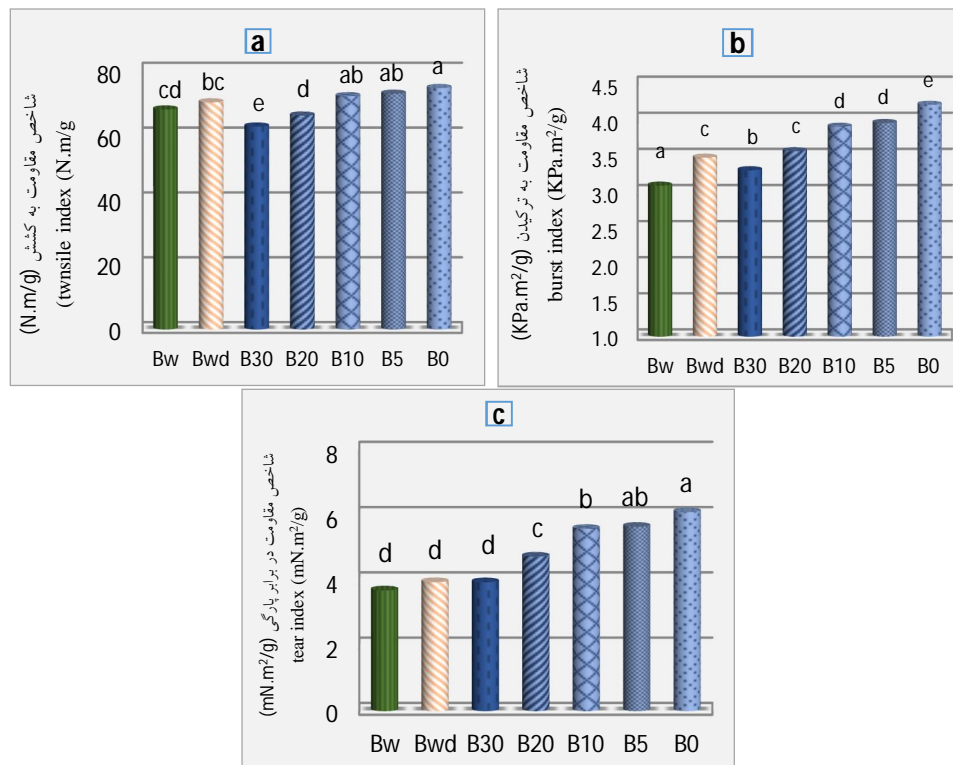 a
80
60
40
20
0
cd bc e d ab ab a
Bw Bwd B30 B20 B10 B5 B0
شاخص مقاومت به کشش (N.m/g)
(twnsile index (N.m/g
b
4.5
4.0
3.5
3.0
2.5
2.0
1.5
1.0
a c b c d d e
Bw Bwd B30 B20 B10 B5 B0
شاخص مقاومت به ترکیدن (KPa.m²/g)
burst index (KPa.m²/g)
c
8
6
4
2
0
d d d c b ab a
Bw Bwd B30 B20 B10 B5 B0
شاخص مقاومت در برابر پارگی (mN.m²/g)
tear index (mN.m²/g)